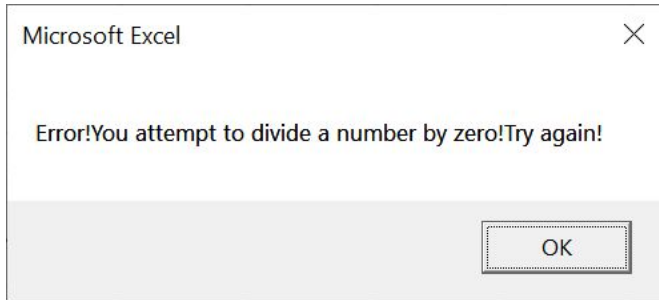 Microsoft Excel
Error!You attempt to divide a number by zero!Try again!
OK